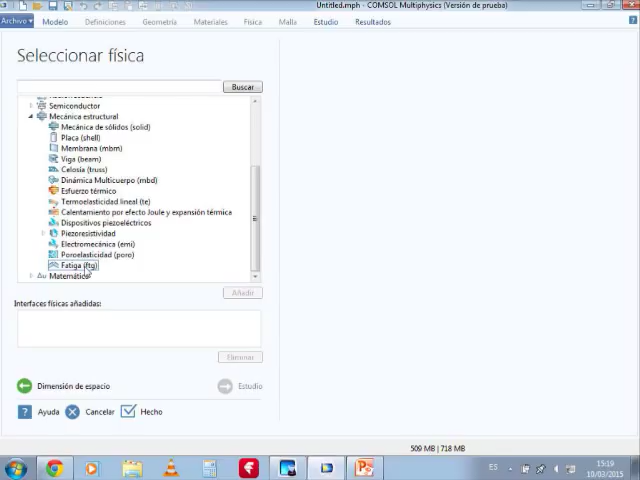 Untitled.mph - COMSOL Multiphysics (Versión de prueba)
Archivo Modelo Definiciones Geometría Materiales Física Malla Estudio Resultados
Seleccionar física
Buscar
Semiconductor
Mecánica estructural
Mecánica de sólidos (solid)
Placa (shell)
Membrana (mbrn)
Viga (beam)
Celosía (truss)
Dinámica Multicuerpo (mbd)
Esfuerzo térmico
Termoelasticidad lineal (te)
Calentamiento por efecto Joule y expansión térmica
Dispositivos piezoeléctricos
Piezoresistividad
Electromecánica (emi)
Poroelasticidad (poro)
Fatiga (ftg)
Matemático
Añadir
Interfaces físicas añadidas:
Eliminar
Dimensión de espacio Estudio
Ayuda Cancelar Hecho
509 MB | 718 MB
ES 15:19
10/03/2015